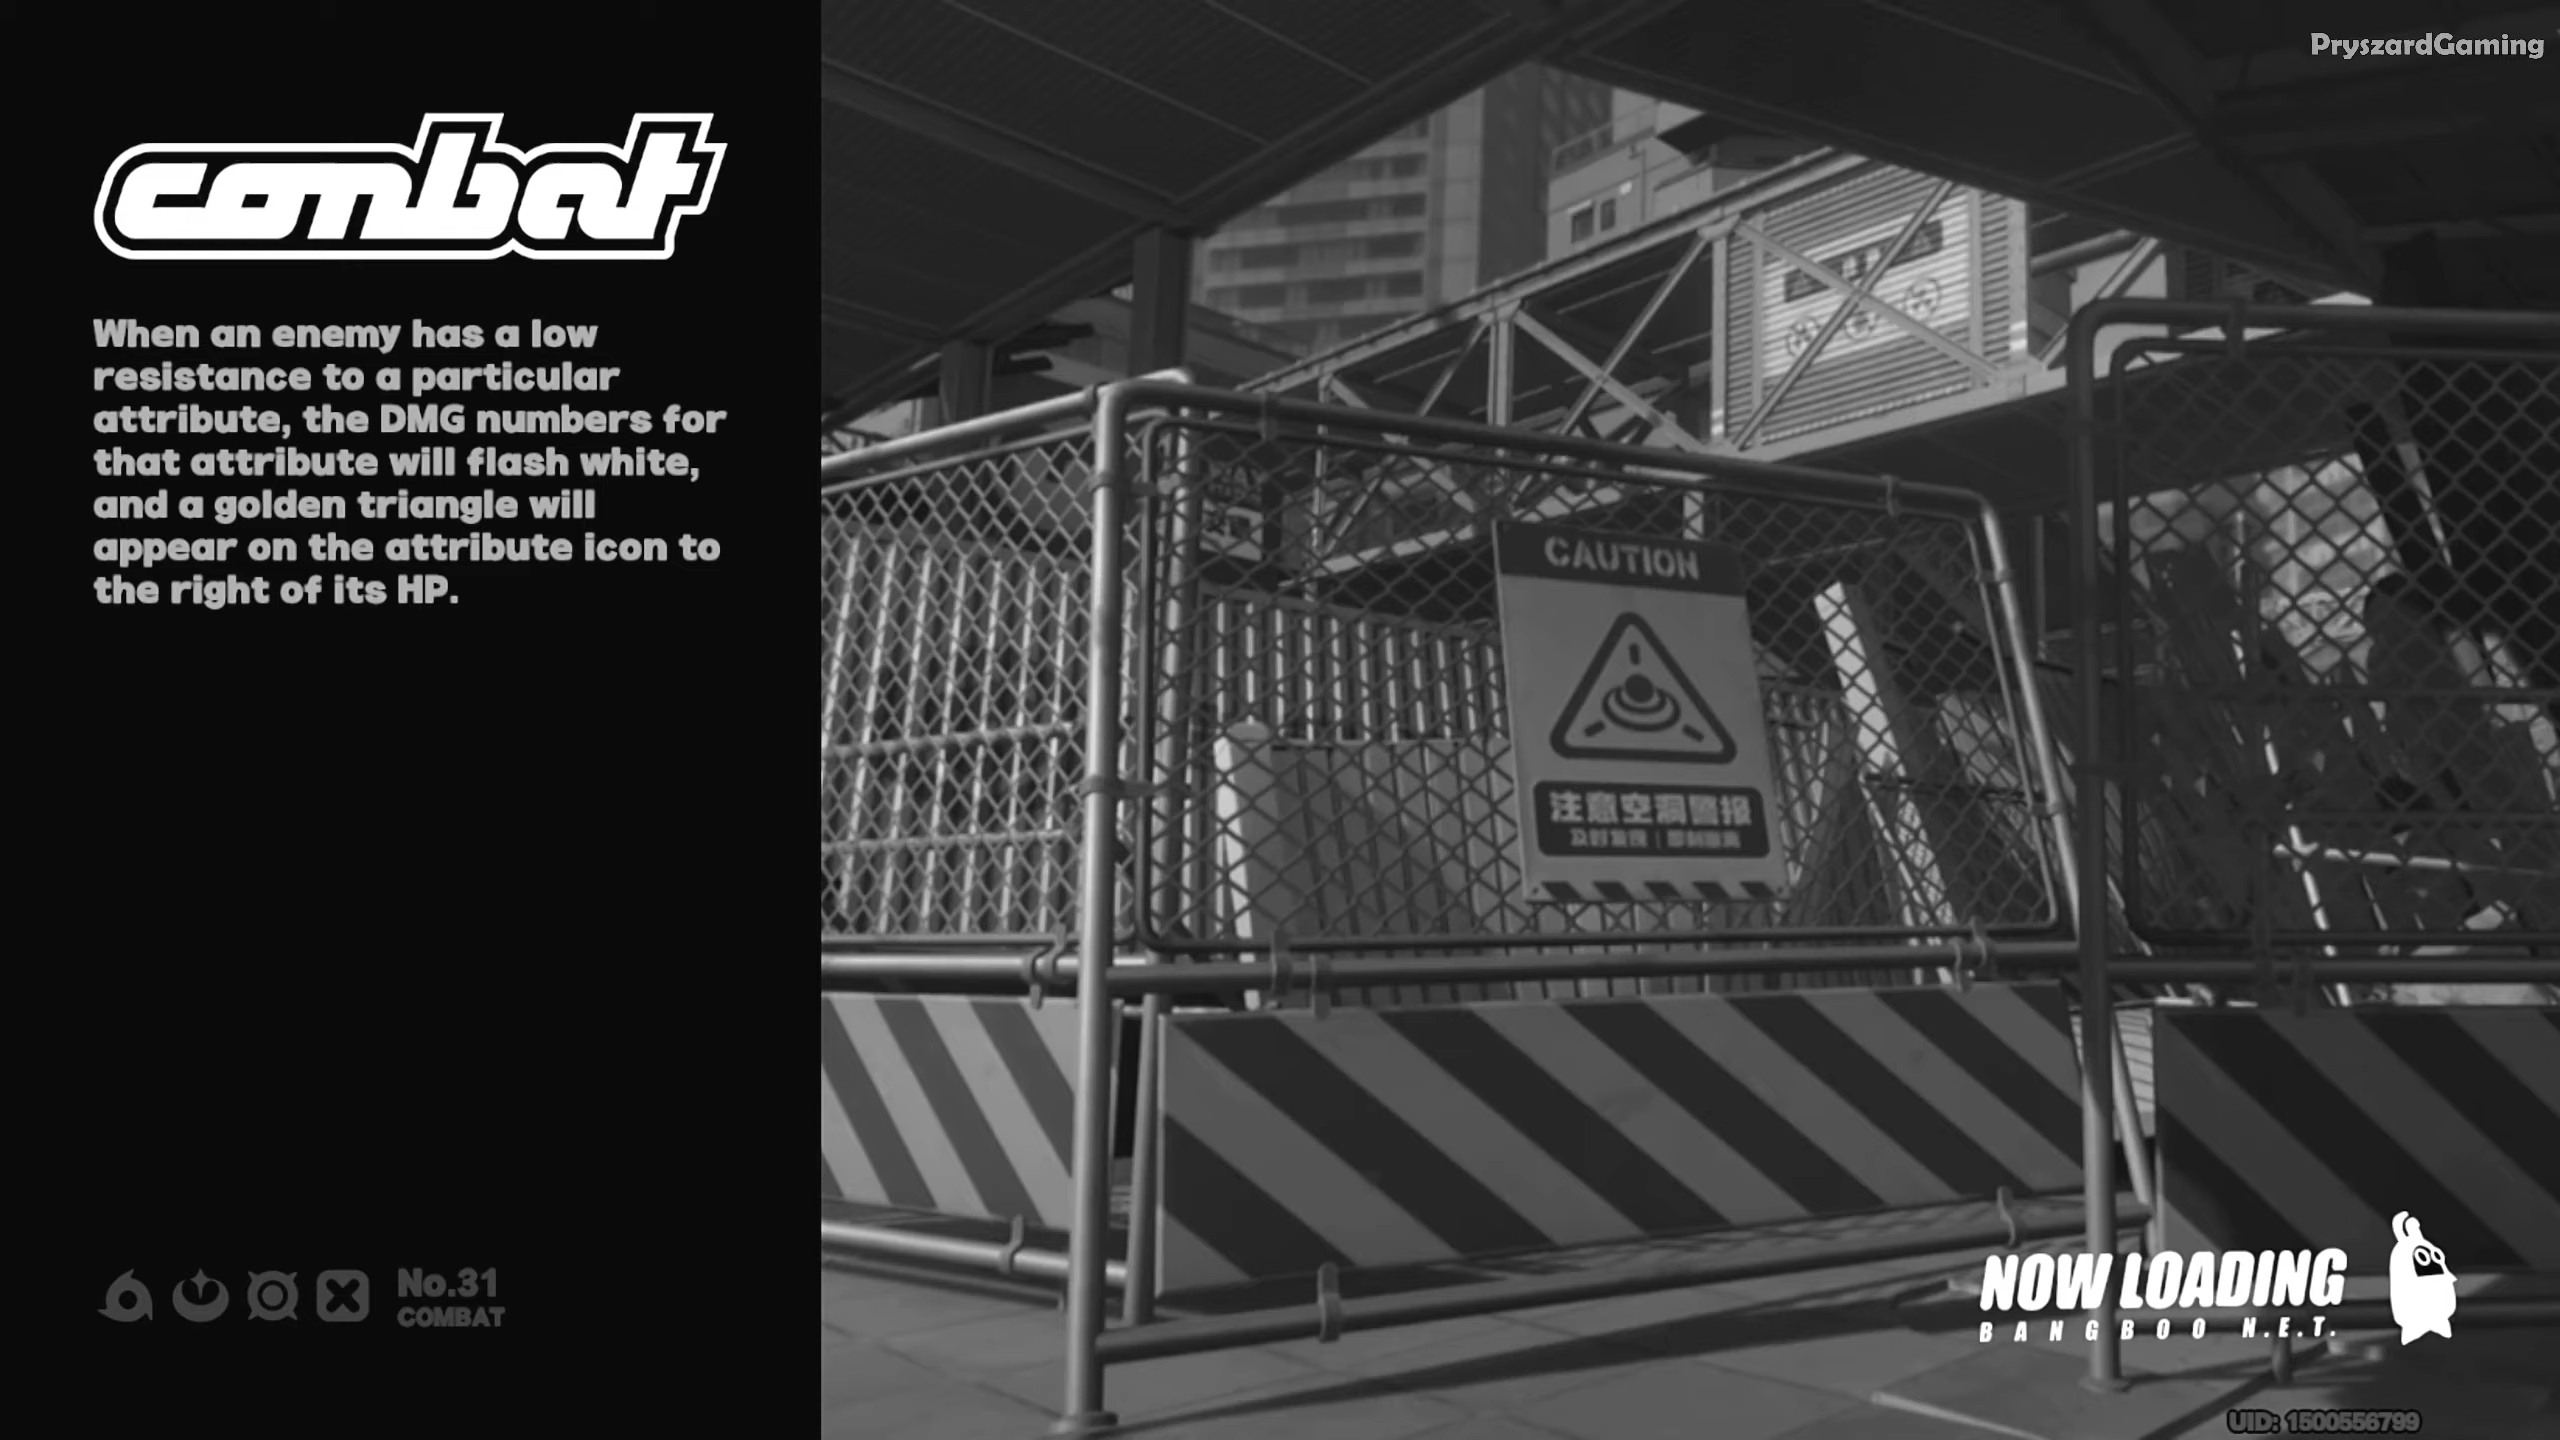 PryszardGaming
combat
When an enemy has a low
resistance to a particular
attribute, the DMG numbers for
that attribute will flash white,
and a golden triangle will
appear on the attribute icon to
the right of its HP.
CAUTION
注意空洞警报
No.31
COMBAT
NOW LOADING
BANGBOO N.E.T.
UID: 1500556799